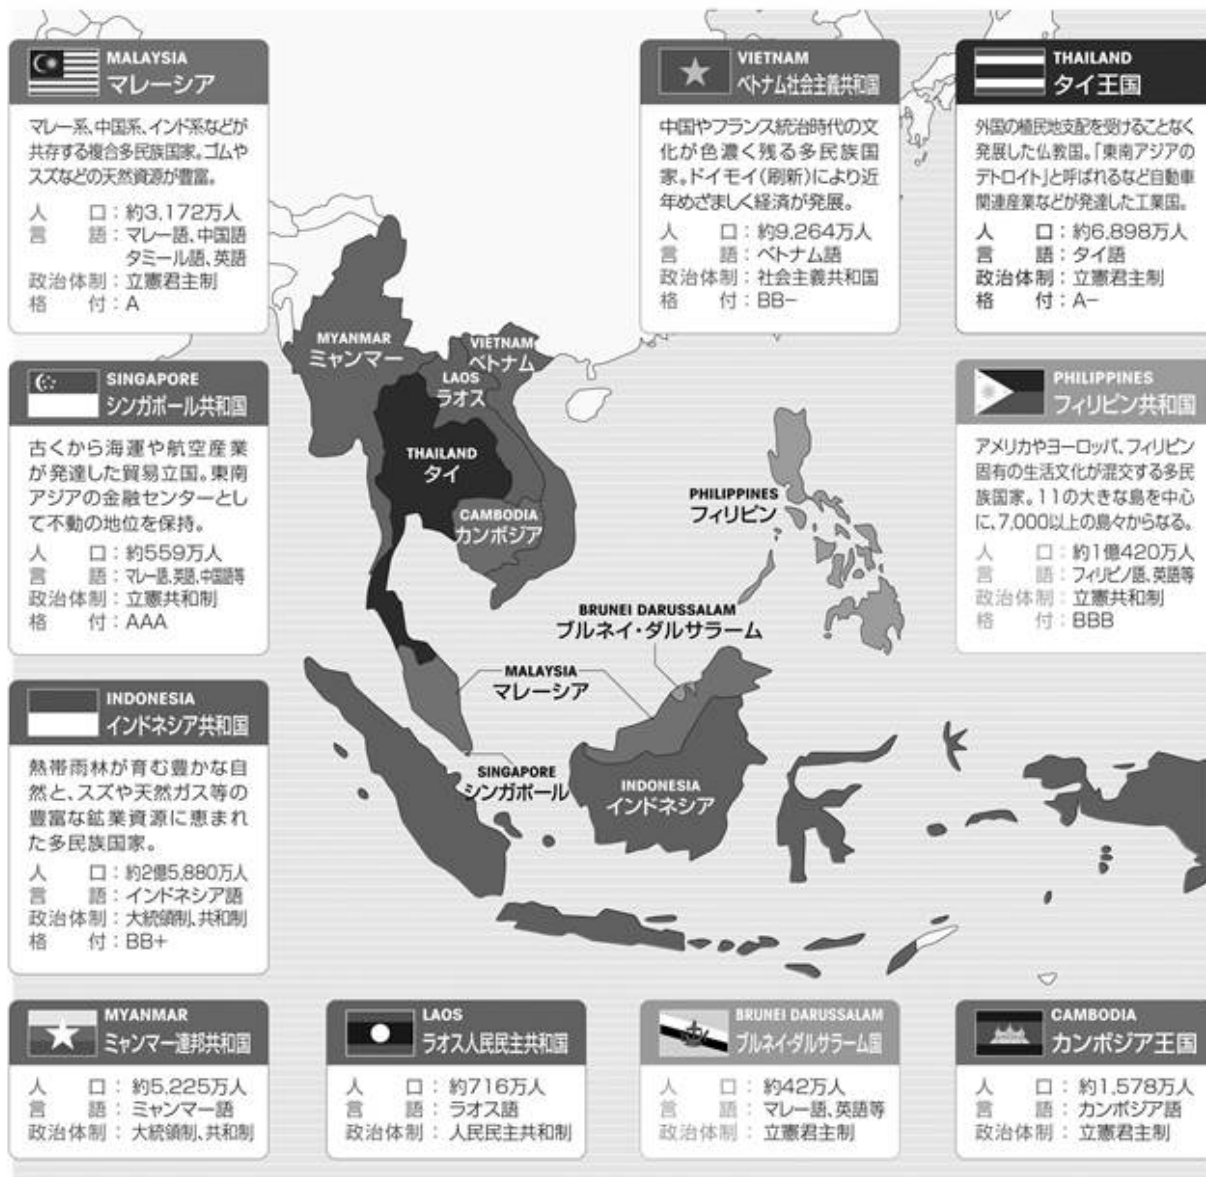 MALAYSIA
マレーシア
マレー系、中国系、インド系などが
共存する複合多民族国家。ゴムや
スズなどの天然資源が豊富。
人口：約3,172万人
言語：マレー語、中国語
タミール語、英語
政治体制：立憲君主制
格付：A
VIETNAM
ベトナム社会主義共和国
中国やフランス統治時代の文
化が色濃く残る多民族国
家。ドイモイ（刷新）により近
年めざましく経済が発展。
人口：約9,264万人
言語：ベトナム語
政治体制：社会主義共和国
格付：BB−
THAILAND
タイ王国
外国の植民地支配を受けることなく
発展した仏教国。「東南アジアの
デトロイト」と呼ばれるなど自動車
関連産業などが発達した工業国。
人口：約6,898万人
言語：タイ語
政治体制：立憲君主制
格付：A−
SINGAPORE
シンガポール共和国
古くから海運や航空産業
が発達した貿易立国。東南
アジアの金融センターとし
て不動の地位を保持。
人口：約559万人
言語：マレー語、英語、中国語等
政治体制：立憲共和制
格付：AAA
PHILIPPINES
フィリピン共和国
アメリカやヨーロッパ、フィリピン
固有の生活文化が混交する多民
族国家。11の大きな島を中心
に、7,000以上の島々からなる。
人口：約1億420万人
言語：フィリピノ語、英語等
政治体制：立憲共和制
格付：BBB
INDONESIA
インドネシア共和国
熱帯雨林が育む豊かな自
然と、スズや天然ガス等の
豊富な鉱業資源に恵まれ
た多民族国家。
人口：約2億5,880万人
言語：インドネシア語
政治体制：大統領制、共和制
格付：BB+
MYANMAR
ミャンマー
VIETNAM
ベトナム
LAOS
ラオス
THAILAND
タイ
CAMBODIA
カンボジア
PHILIPPINES
フィリピン
BRUNEI DARUSSALAM
ブルネイ・ダルサラーム
MALAYSIA
マレーシア
SINGAPORE
シンガポール
INDONESIA
インドネシア
MYANMAR
ミャンマー連邦共和国
人口：約5,225万人
言語：ミャンマー語
政治体制：大統領制、共和制
LAOS
ラオス人民民主共和国
人口：約716万人
言語：ラオス語
政治体制：人民民主共和制
BRUNEI DARUSSALAM
ブルネイ・ダルサラーム国
人口：約42万人
言語：マレー語、英語等
政治体制：立憲君主制
CAMBODIA
カンボジア王国
人口：約1,578万人
言語：カンボジア語
政治体制：立憲君主制